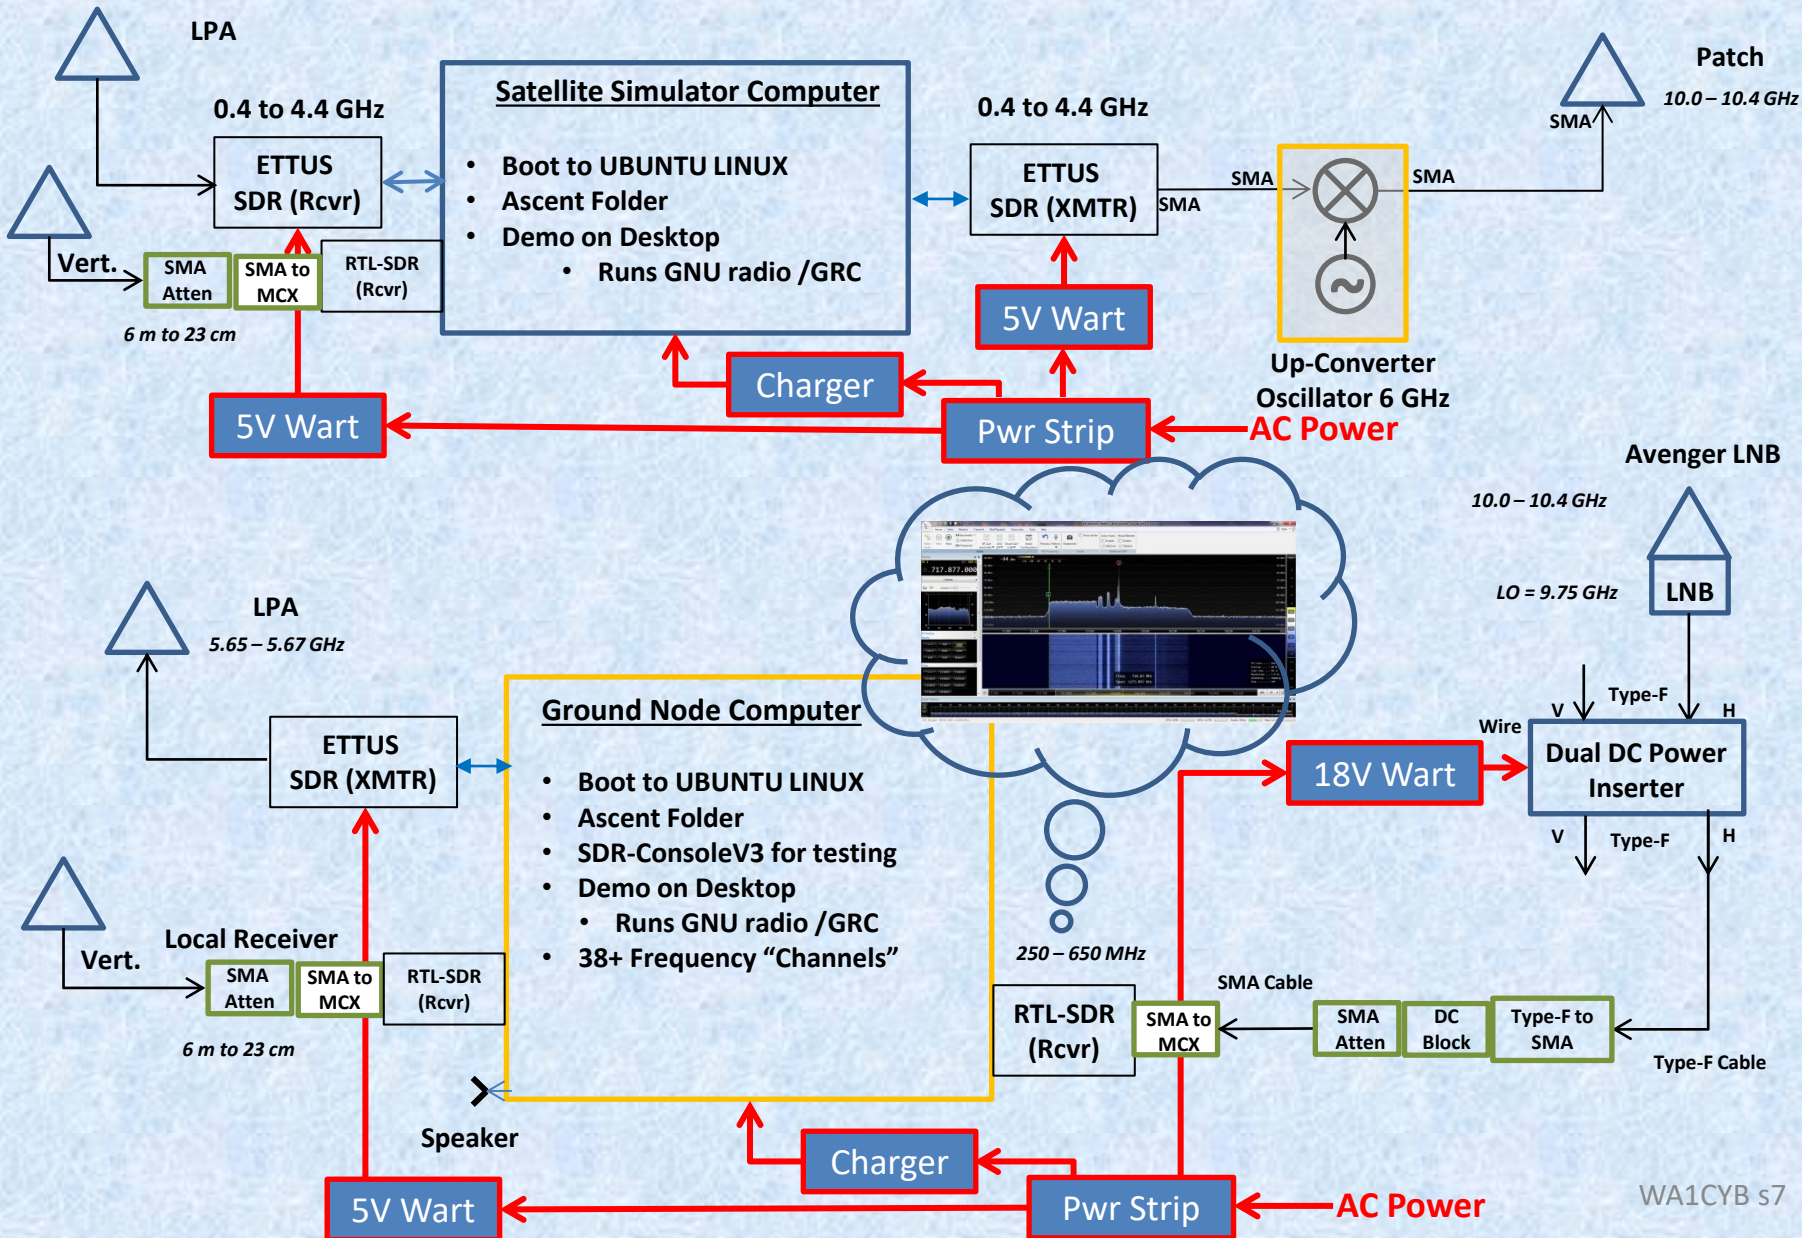 LPA
0.4 to 4.4 GHz
ETTUS
SDR (Rcvr)
Vert.
SMA
Atten
SMA to
MCX
RTL-SDR
(Rcvr)
6 m to 23 cm
Satellite Simulator Computer
• Boot to UBUNTU LINUX
• Ascent Folder
• Demo on Desktop
• Runs GNU radio /GRC
0.4 to 4.4 GHz
ETTUS
SDR (XMTR)
SMA
SMA
SMA
SMA
Patch
10.0 – 10.4 GHz
Up-Converter
Oscillator 6 GHz
5V Wart
Charger
5V Wart
Pwr Strip
AC Power
Avenger LNB
10.0 – 10.4 GHz
LO = 9.75 GHz
LNB
V
Type-F
H
Wire
18V Wart
Dual DC Power
Inserter
V
Type-F
H
717.877.000
LPA
5.65 – 5.67 GHz
ETTUS
SDR (XMTR)
Local Receiver
Vert.
SMA
Atten
SMA to
MCX
RTL-SDR
(Rcvr)
6 m to 23 cm
Ground Node Computer
• Boot to UBUNTU LINUX
• Ascent Folder
• SDR-ConsoleV3 for testing
• Demo on Desktop
• Runs GNU radio /GRC
• 38+ Frequency “Channels”
250 – 650 MHz
RTL-SDR
(Rcvr)
SMA to
MCX
SMA Cable
SMA
Atten
DC
Block
Type-F to
SMA
Type-F Cable
Speaker
5V Wart
Charger
Pwr Strip
AC Power
WA1CYB s7